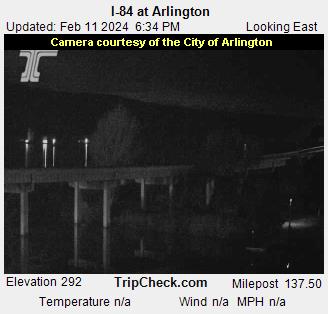 I-84 at Arlington
Updated: Feb 11 2024 6:34 PM Looking East
Camera courtesy of the City of Arlington
Elevation 292 TripCheck.com Milepost 137.50
Temperature n/a Wind n/a MPH n/a